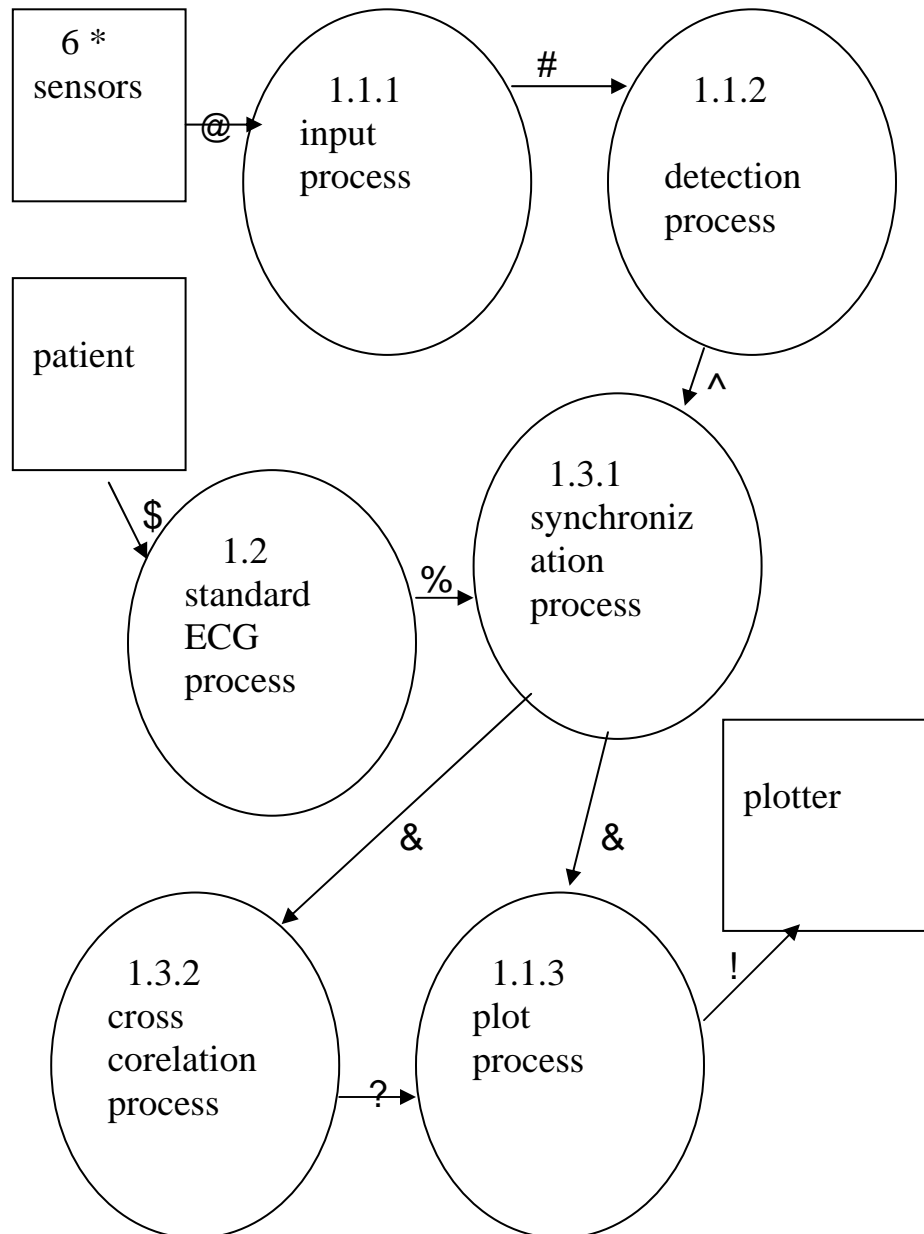 6 *
sensors
@
1.1.1
input
process
#
1.1.2
detection
process
patient
^
$
1.2
standard
ECG
process
%
1.3.1
synchroniz
ation
process
plotter
&
&
1.3.2
cross
corelation
process
?
1.1.3
plot
process
!